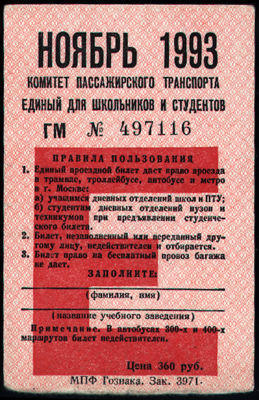 НОЯБРЬ 1993
КОМИТЕТ ПАССАЖИРСКОГО ТРАНСПОРТА
ЕДИНЫЙ ДЛЯ ШКОЛЬНИКОВ И СТУДЕНТОВ
ГМ № 497116
ПРАВИЛА ПОЛЬЗОВАНИЯ
1. Единый проездной билет дает право проезда
в трамвае, троллейбусе, автобусе и метро
в г. Москве:
а) учащимся дневных отделений школ и ПТУ;
б) студентам дневных отделений вузов и
техникумов при предъявлении студенче-
ского билета.
2. Билет, незаполненный или переданный дру-
гому лицу, недействителен и отбирается.
3. Билет право на бесплатный провоз багажа
не дает.
ЗАПОЛНИТЕ:
(фамилия, имя)
(название учебного заведения)
Примечание. В автобусах 300-х и 400-х
маршрутов билет недействителен.
Цена 360 руб.
МПФ Гознака. Зак. 3971.